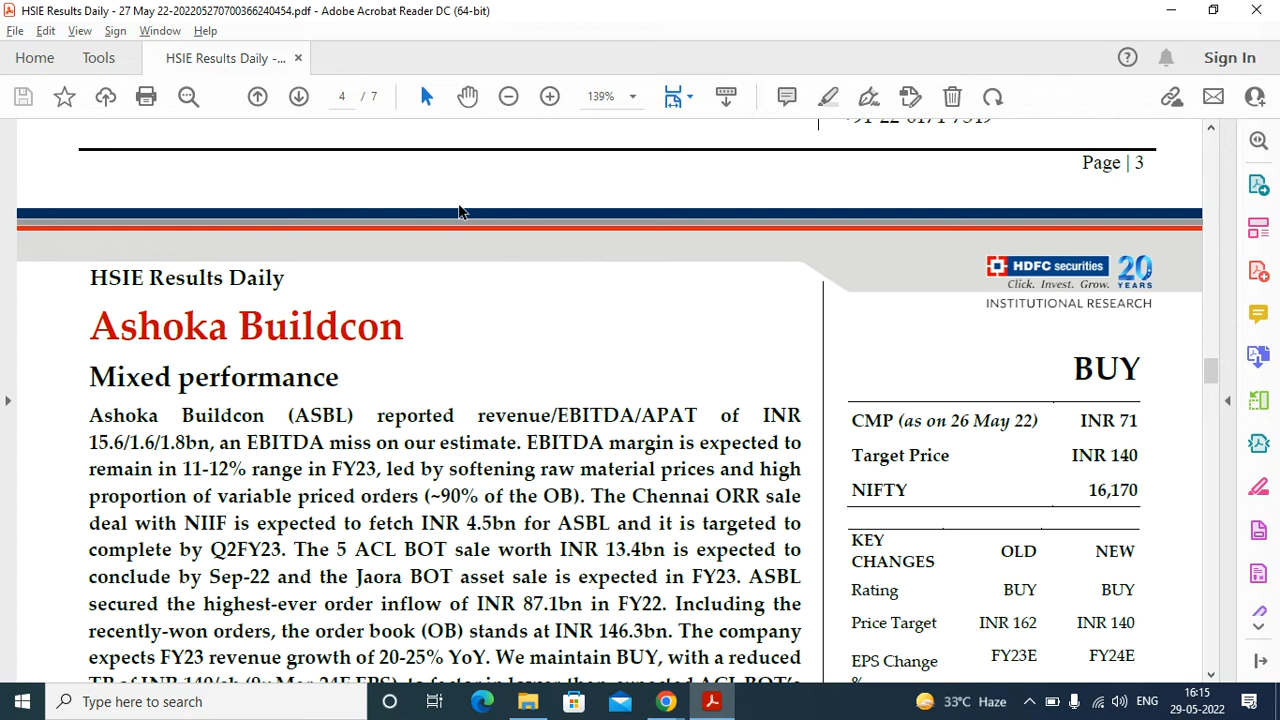 HSIE Results Daily - 27 May 22-202205270700366240454.pdf - Adobe Acrobat Reader DC (64-bit)
File Edit View Sign Window Help
Home Tools HSIE Results Daily -... × Sign In
4 / 7 139%
Page | 3
HSIE Results Daily
HDFC securities 20 YEARS
Click. Invest. Grow.
INSTITUTIONAL RESEARCH
Ashoka Buildcon
Mixed performance
Ashoka Buildcon (ASBL) reported revenue/EBITDA/APAT of INR
15.6/1.6/1.8bn, an EBITDA miss on our estimate. EBITDA margin is expected to
remain in 11-12% range in FY23, led by softening raw material prices and high
proportion of variable priced orders (~90% of the OB). The Chennai ORR sale
deal with NIIF is expected to fetch INR 4.5bn for ASBL and it is targeted to
complete by Q2FY23. The 5 ACL BOT sale worth INR 13.4bn is expected to
conclude by Sep-22 and the Jaora BOT asset sale is expected in FY23. ASBL
secured the highest-ever order inflow of INR 87.1bn in FY22. Including the
recently-won orders, the order book (OB) stands at INR 146.3bn. The company
expects FY23 revenue growth of 20-25% YoY. We maintain BUY, with a reduced
BUY
CMP (as on 26 May 22) INR 71
Target Price INR 140
NIFTY 16,170
KEY CHANGES OLD NEW
Rating BUY BUY
Price Target INR 162 INR 140
EPS Change % FY23E FY24E
Type here to search
33°C Haze ENG 16:15
29-05-2022